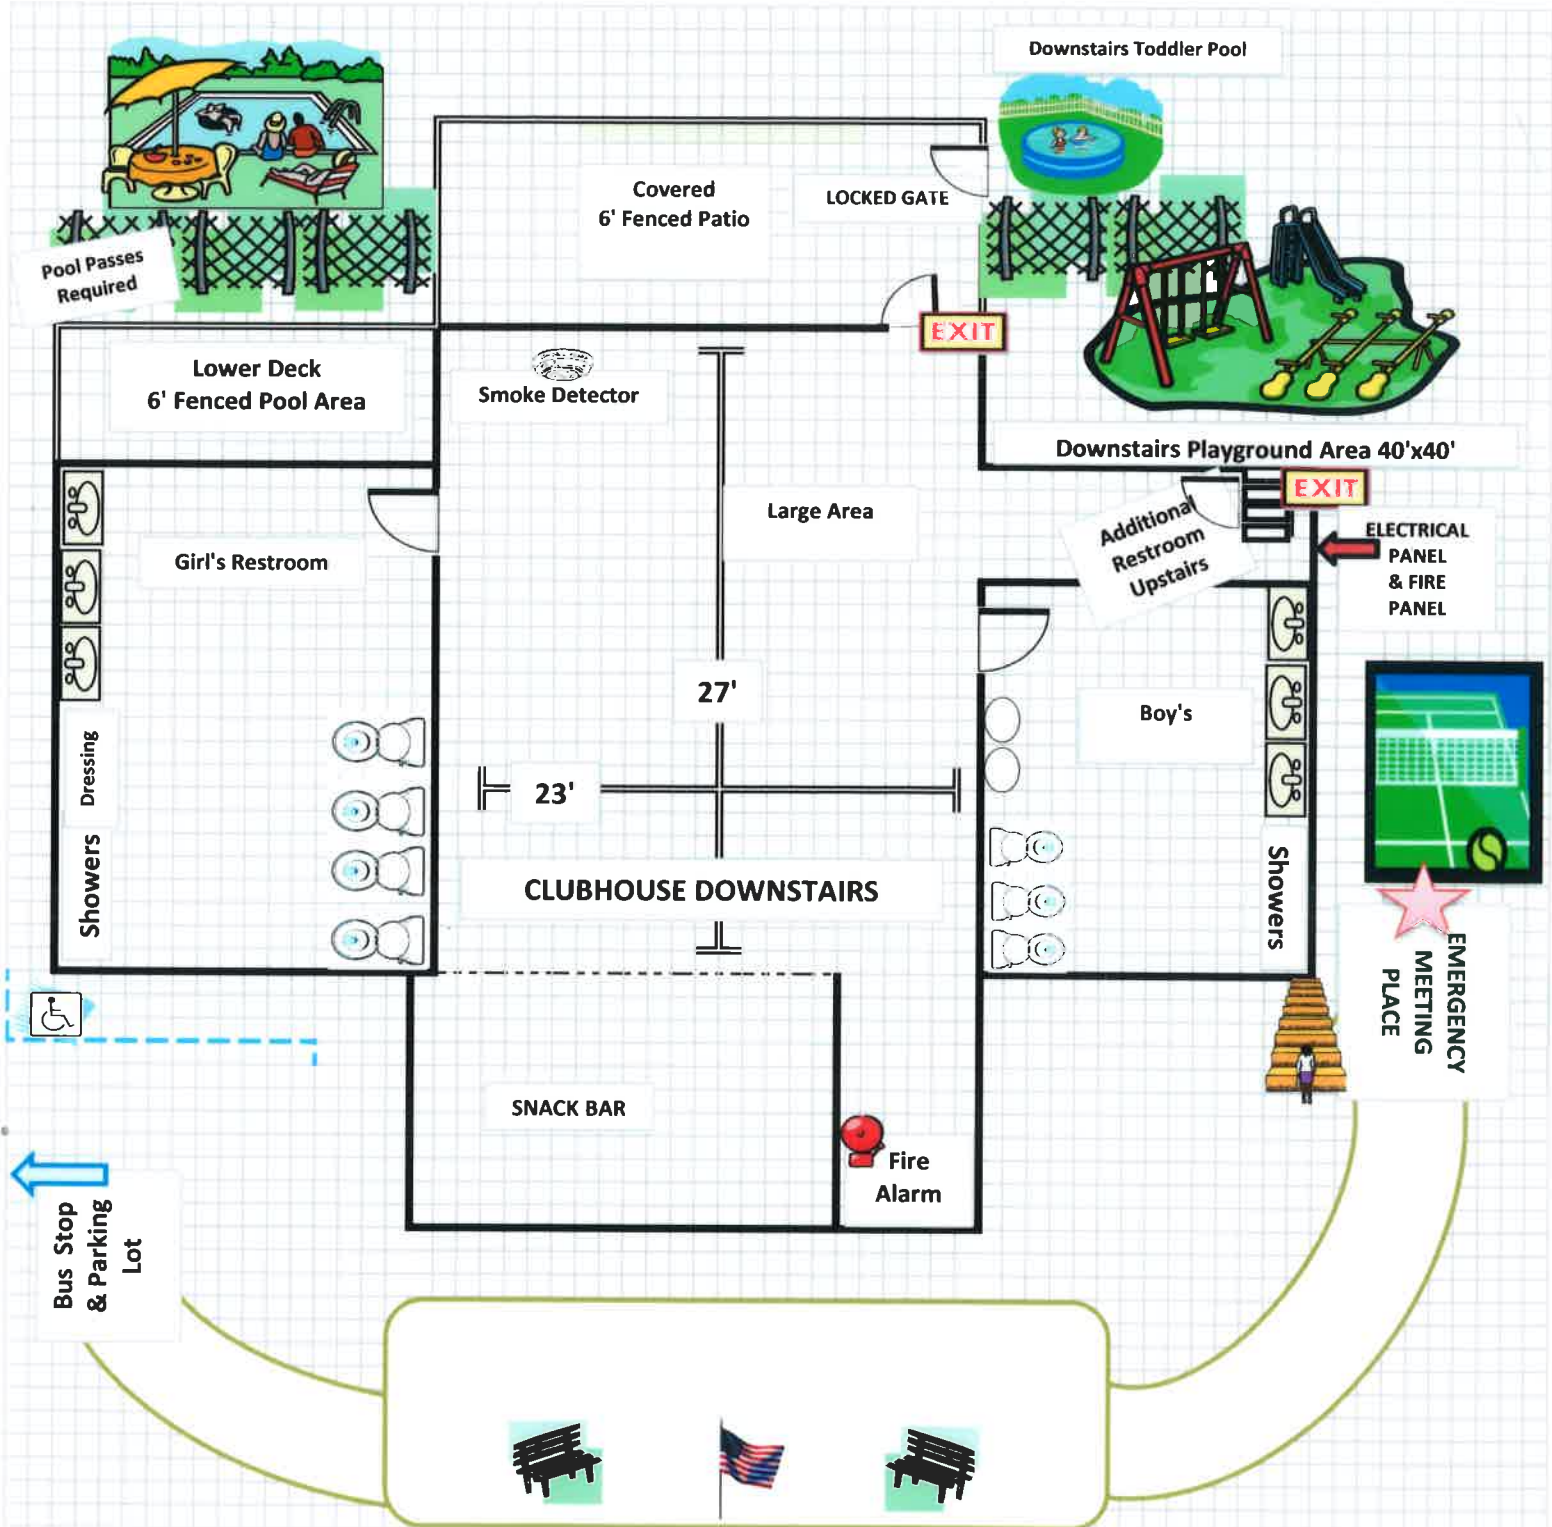 Downstairs Toddler Pool
Covered
6' Fenced Patio
LOCKED GATE
Pool Passes
Required
EXIT
Lower Deck
6' Fenced Pool Area
Smoke Detector
Downstairs Playground Area 40'x40'
EXIT
Large Area
Additional
Restroom
Upstairs
ELECTRICAL
PANEL
& FIRE
PANEL
Girl's Restroom
27'
Boy's
Dressing
23'
Showers
CLUBHOUSE DOWNSTAIRS
Showers
EMERGENCY
MEETING
PLACE
SNACK BAR
Fire
Alarm
Bus Stop
& Parking
Lot